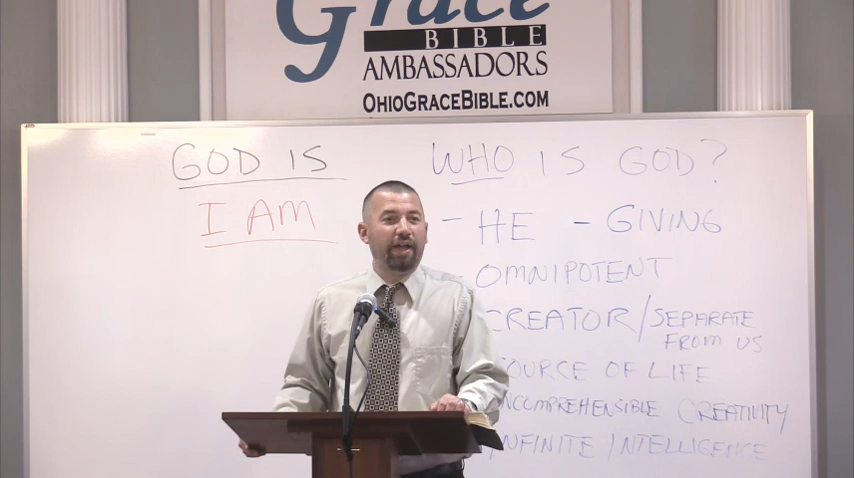 Grace
BIBLE
AMBASSADORS
OHIOGRACEBIBLE.COM
GOD IS
I AM
WHO IS GOD?
- HE - GIVING
OMNIPOTENT
CREATOR/SEPARATE
FROM US
SOURCE OF LIFE
INCOMPREHENSIBLE CREATIVITY
INFINITE INTELLIGENCE